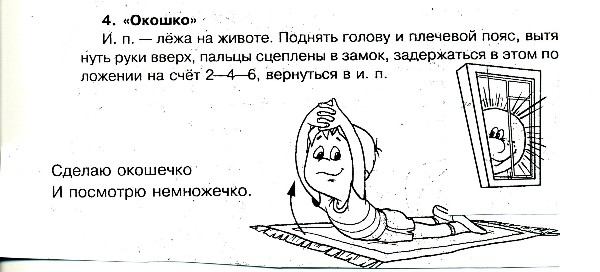 4. «Окошко»
И. п. — лёжа на животе. Поднять голову и плечевой пояс, вытя
нуть руки вверх, пальцы сцеплены в замок, задержаться в этом по
ложении на счёт 2—4—6, вернуться в и. п.
Сделаю окошечко
И посмотрю немножечко.